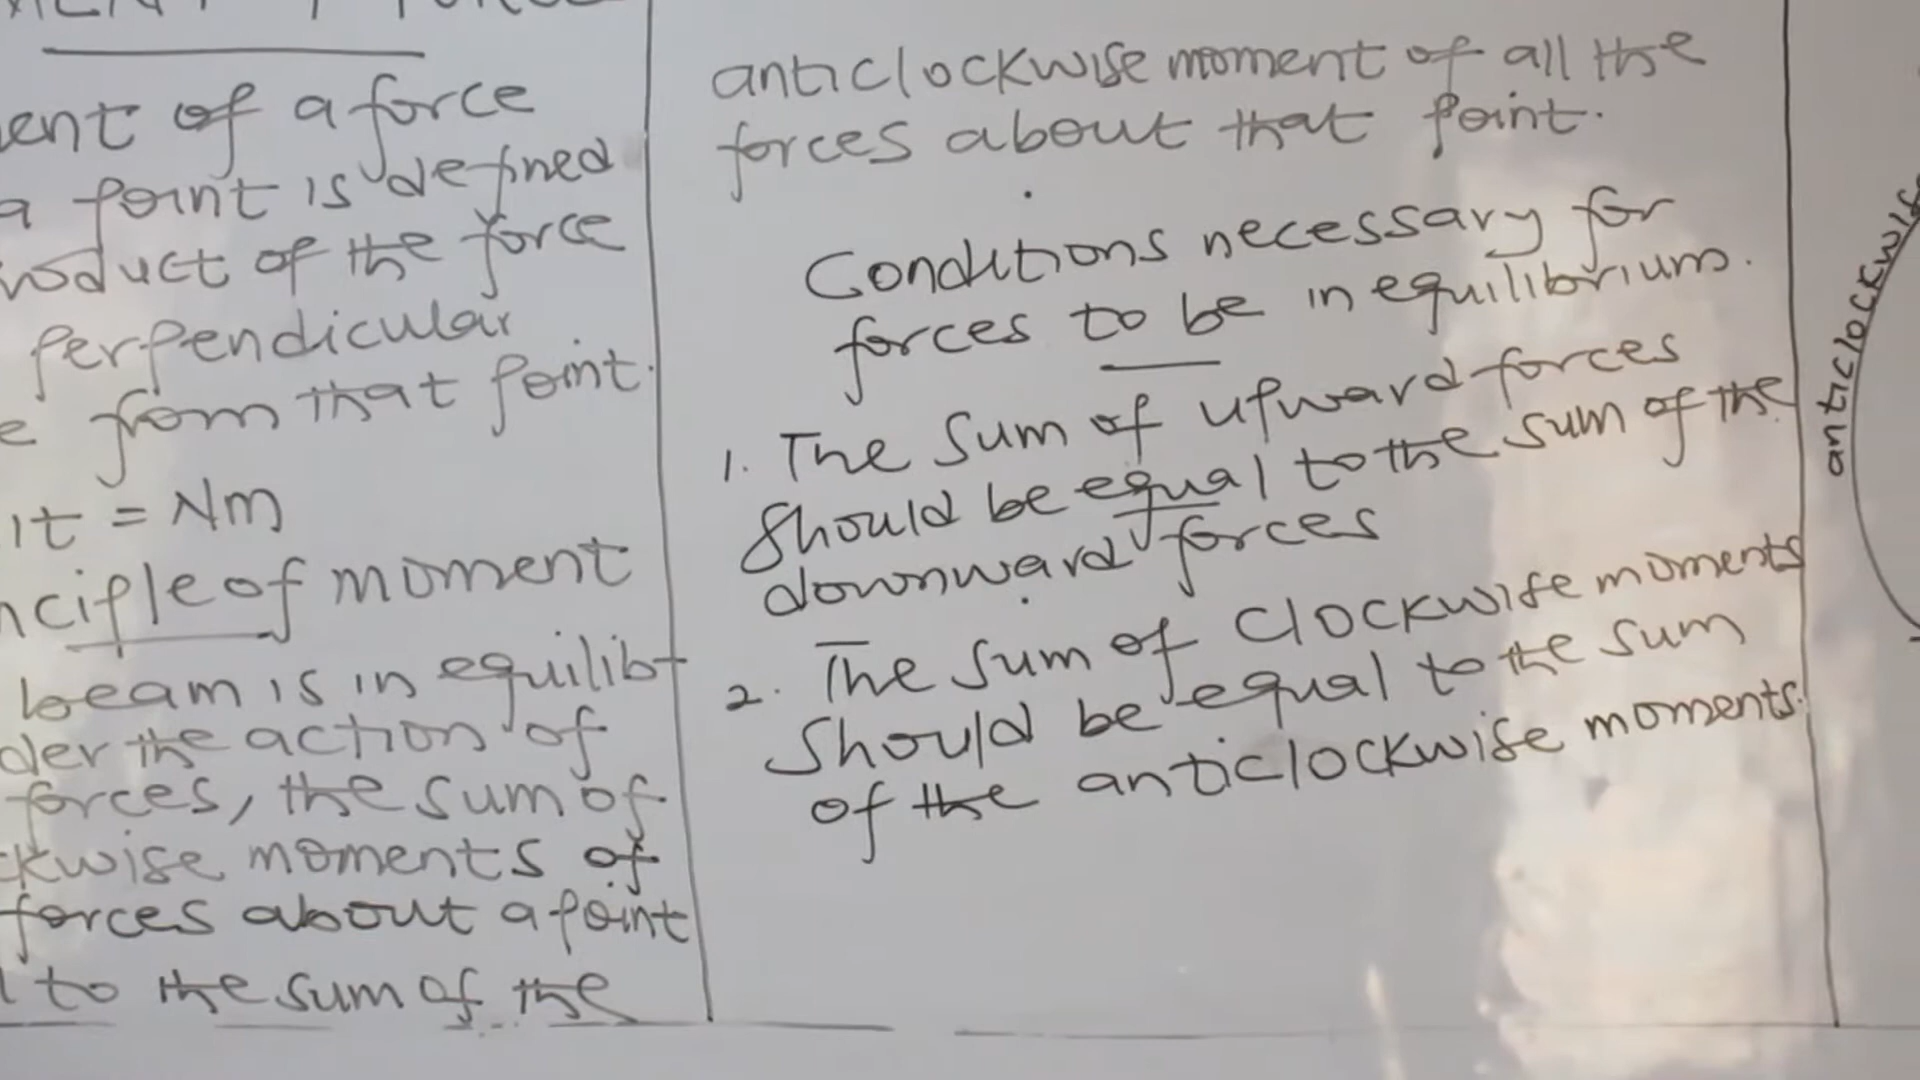 ent of a force
a point is defined
roduct of the force
perpendicular
e from that point.
it = Nm
nciple of moment
beam is in equilib
der the action of
forces, the sum of
ckwise moments of
forces about a point
l to the sum of the
anticlockwise moment of all the
forces about that point.
Conditions necessary for
forces to be in equilibrium.
1. The sum of upward forces
should be equal to the sum of the
downward forces
2. The sum of clockwise moments
should be equal to the sum
of the anticlockwise moments.
anticlockwis